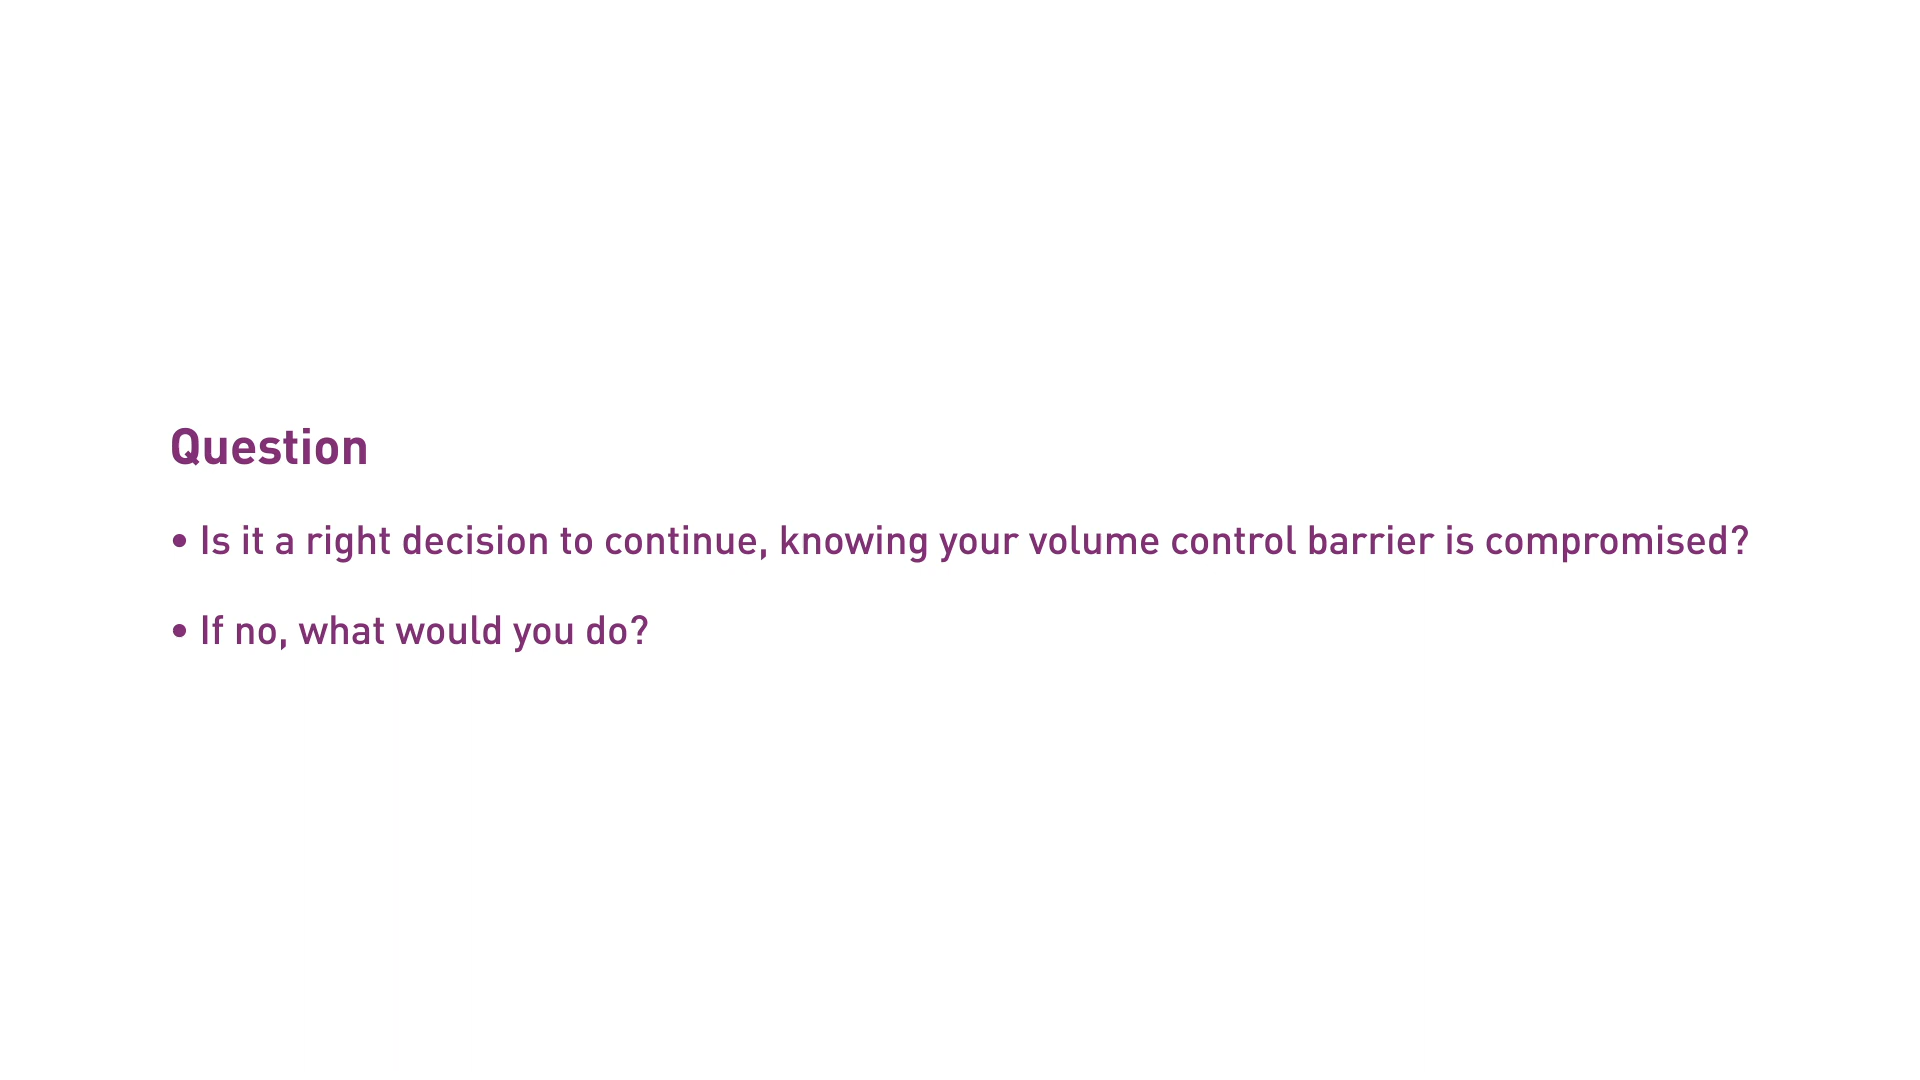 Question
• Is it a right decision to continue, knowing your volume control barrier is compromised?
• If no, what would you do?